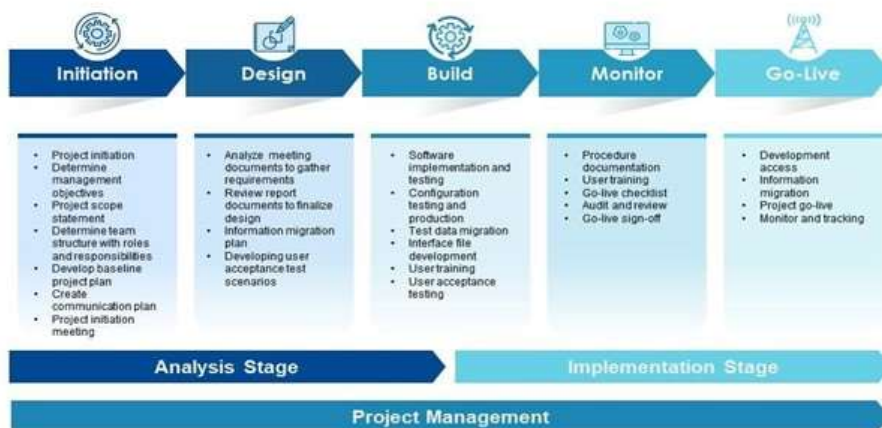 Initiation
Design
Build
Monitor
Go-Live
• Project initiation
• Determine
management
objectives
• Project scope
statement
• Determine team
structure with roles
and responsibilities
• Develop baseline
project plan
• Create
communication plan
• Project initiation
meeting
• Analyze meeting
documents to gather
requirements
• Review report
documents to finalize
design
• Information migration
plan
• Developing user
acceptance test
scenarios
• Software
implementation and
testing
• Configuration
testing and
production
• Test data migration
• Interface file
development
• User training
• User acceptance
testing
• Procedure
documentation
• User training
• Go-live checklist
• Audit and review
• Go-live sign-off
• Development
access
• Information
migration
• Project go-live
• Monitor and tracking
Analysis Stage
Implementation Stage
Project Management